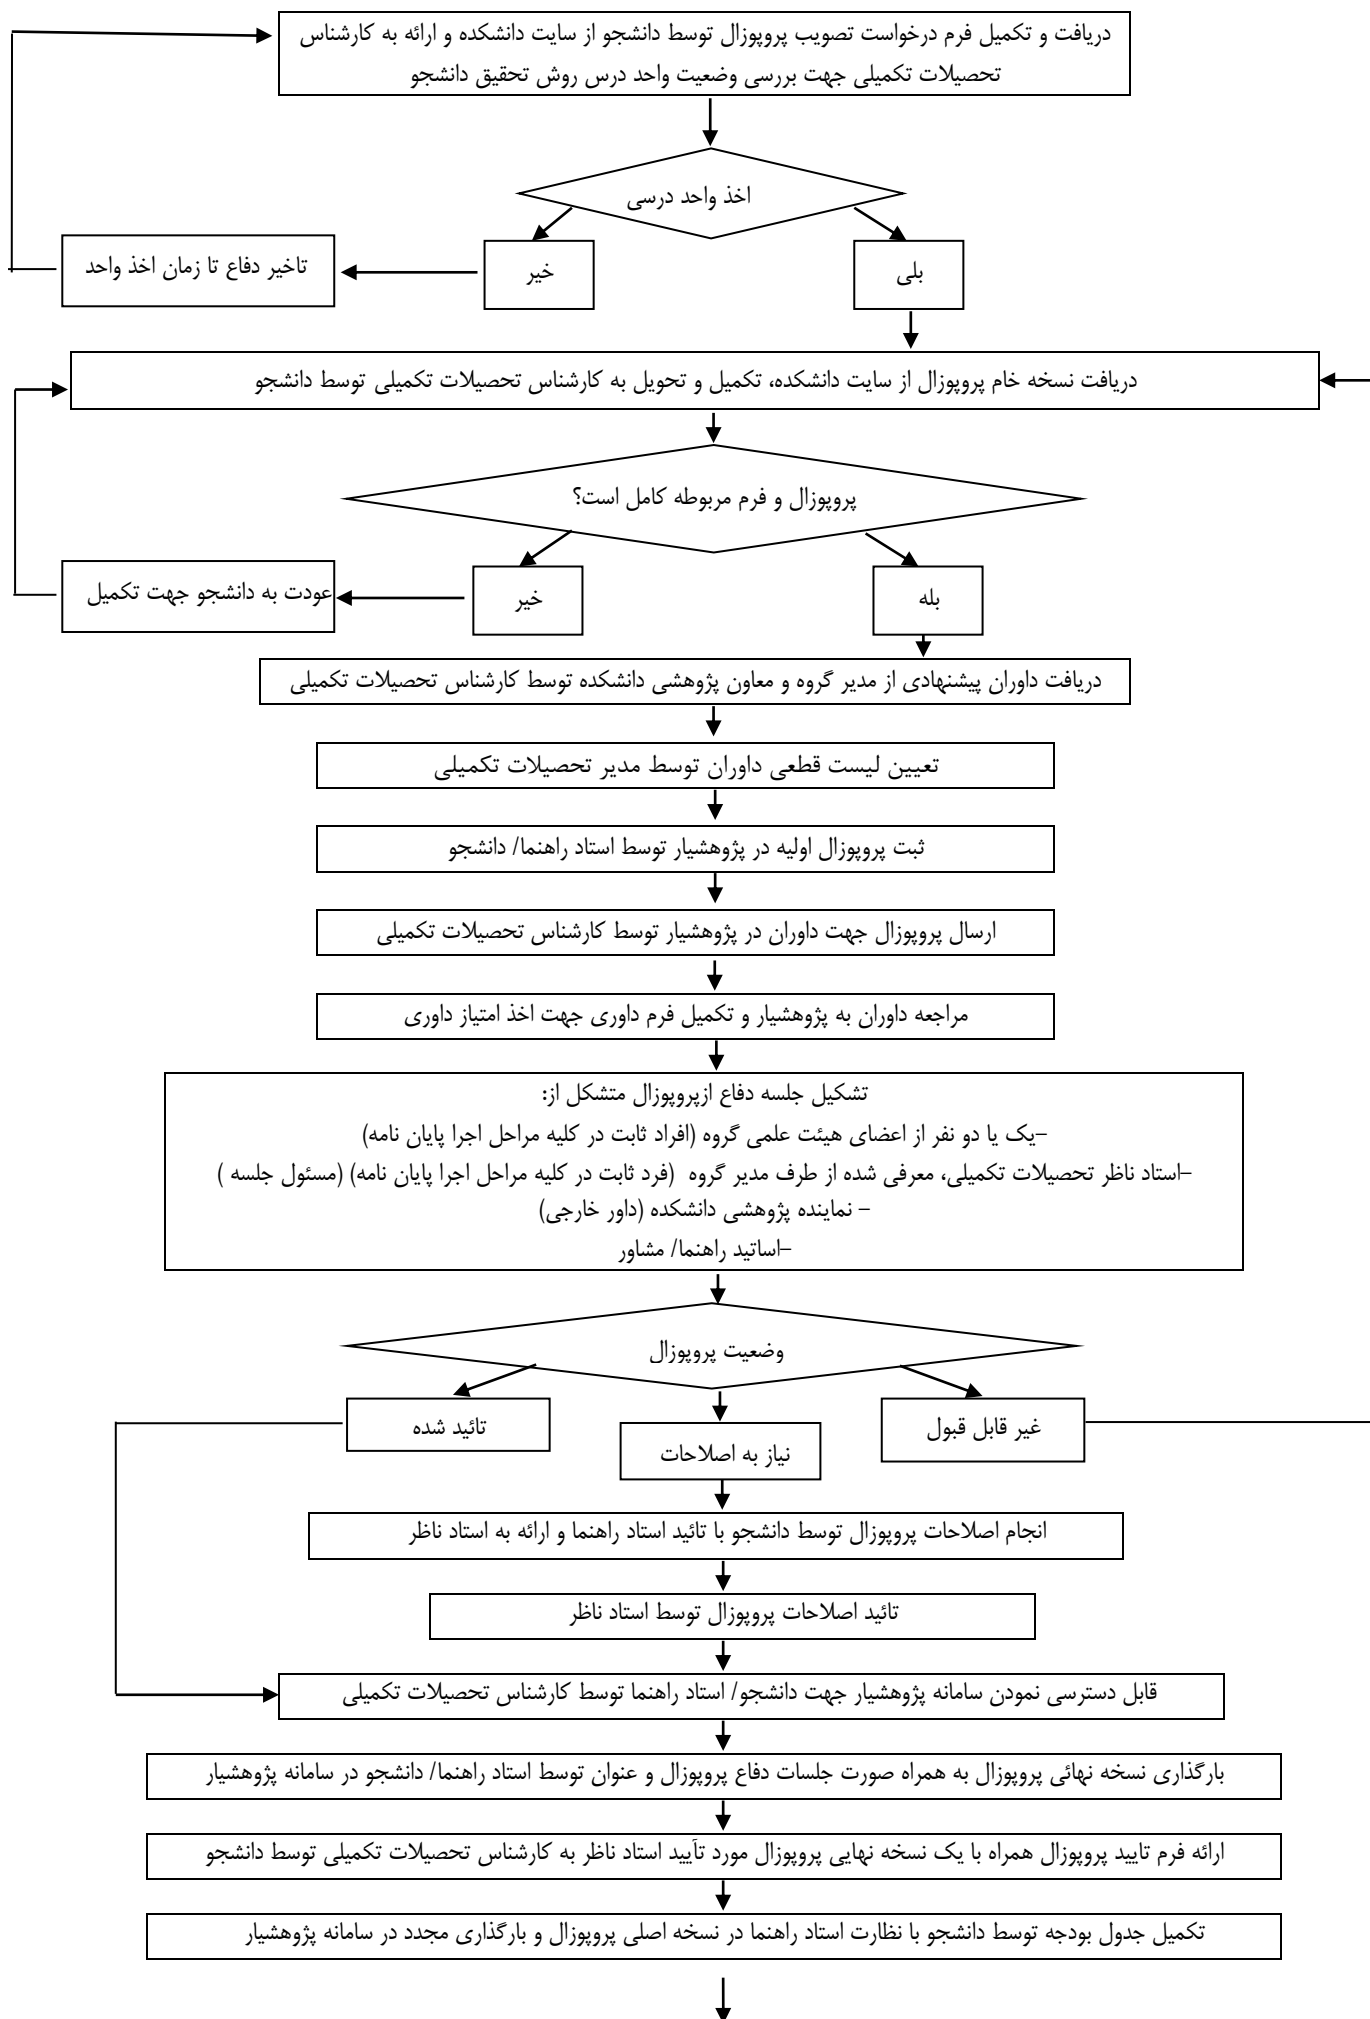 دریافت و تکمیل فرم درخواست تصویب پروپوزال توسط دانشجو از سایت دانشکده و ارائه به کارشناس
تحصیلات تکمیلی جهت بررسی وضعیت واحد درس روش تحقیق دانشجو
اخذ واحد درسی
بلی
خیر
تاخیر دفاع تا زمان اخذ واحد
دریافت نسخه خام پروپوزال از سایت دانشکده، تکمیل و تحویل به کارشناس تحصیلات تکمیلی توسط دانشجو
پروپوزال و فرم مربوطه کامل است؟
بله
خیر
عودت به دانشجو جهت تکمیل
دریافت داوران پیشنهادی از مدیر گروه و معاون پژوهشی دانشکده توسط کارشناس تحصیلات تکمیلی
تعیین لیست قطعی داوران توسط مدیر تحصیلات تکمیلی
ثبت پروپوزال اولیه در پژوهشیار توسط استاد راهنما/ دانشجو
ارسال پروپوزال جهت داوران در پژوهشیار توسط کارشناس تحصیلات تکمیلی
مراجعه داوران به پژوهشیار و تکمیل فرم داوری جهت اخذ امتیاز داوری
تشکیل جلسه دفاع ازپروپوزال متشکل از:
–یک یا دو نفر از اعضای هیئت علمی گروه (افراد ثابت در کلیه مراحل اجرا پایان نامه)
–استاد ناظر تحصیلات تکمیلی، معرفی شده از طرف مدیر گروه (فرد ثابت در کلیه مراحل اجرا پایان نامه) (مسئول جلسه )
– نماینده پژوهشی دانشکده (داور خارجی)
–اساتید راهنما/ مشاور
وضعیت پروپوزال
غیر قابل قبول
نیاز به اصلاحات
تائید شده
انجام اصلاحات پروپوزال توسط دانشجو با تائید استاد راهنما و ارائه به استاد ناظر
تائید اصلاحات پروپوزال توسط استاد ناظر
قابل دسترسی نمودن سامانه پژوهشیار جهت دانشجو/ استاد راهنما توسط کارشناس تحصیلات تکمیلی
بارگذاری نسخه نهائی پروپوزال به همراه صورت جلسات دفاع پروپوزال و عنوان توسط استاد راهنما/ دانشجو در سامانه پژوهشیار
ارائه فرم تایید پروپوزال همراه با یک نسخه نهایی پروپوزال مورد تأیید استاد ناظر به کارشناس تحصیلات تکمیلی توسط دانشجو
تکمیل جدول بودجه توسط دانشجو با نظارت استاد راهنما در نسخه اصلی پروپوزال و بارگذاری مجدد در سامانه پژوهشیار